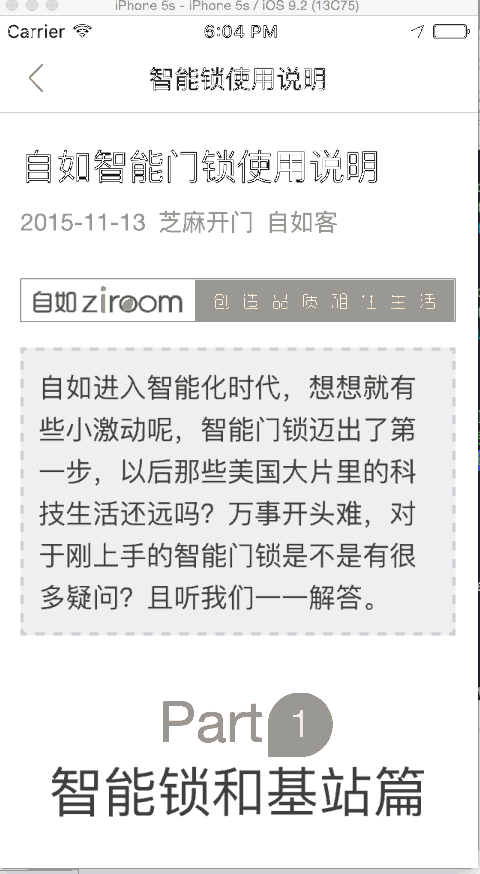 iPhone 5s - iPhone 5s / iOS 9.2 (13C75)
Carrier 6:04 PM
智能锁使用说明
自如智能门锁使用说明
2015-11-13 芝麻开门 自如客
自如 ziroom 创造品质租住生活
自如进入智能化时代，想想就有
些小激动呢，智能门锁迈出了第
一步，以后那些美国大片里的科
技生活还远吗？万事开头难，对
于刚上手的智能门锁是不是有很
多疑问？且听我们一一解答。
Part 1
智能锁和基站篇